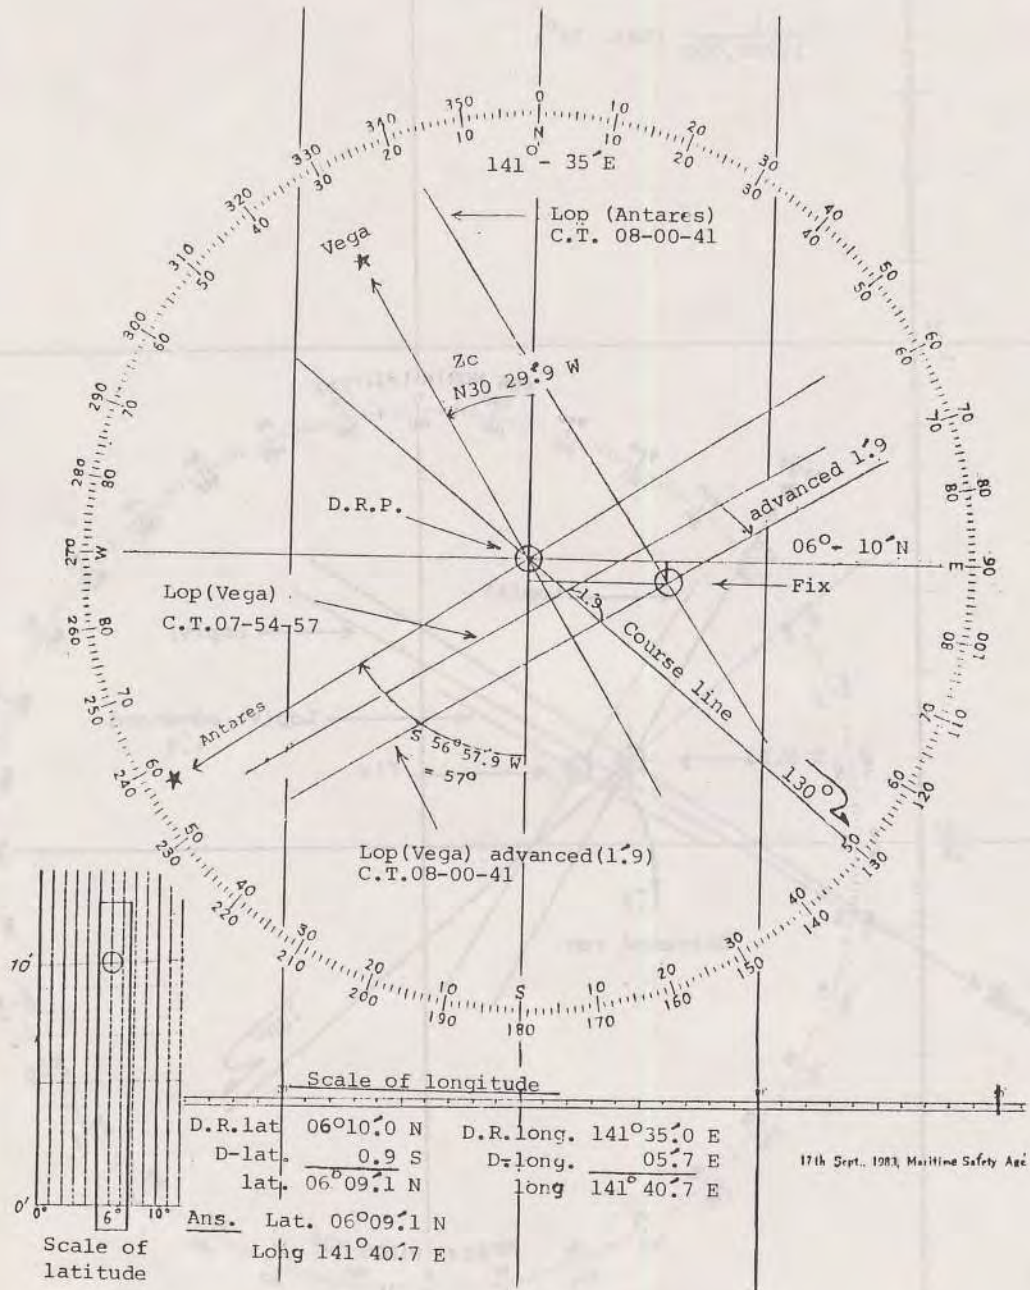 0
N
141° - 35′E
Lop (Antares)
C.T. 08-00-41
Vega
Zc
N30 29.′9 W
D.R.P.
advanced 1.′9
06° - 10′N
Fix
Lop(Vega)
C.T.07-54-57
1.9
Course line
130°
Antares
S 56°57.′9 W
= 57°
Lop(Vega) advanced(1.′9)
C.T.08-00-41
10 20 30 40 50 60 70 80 E 80 70 60 50 40 30 20 10 S 10 20 30 40 50 60 70 80 W 80 70 60 50 40 30 20 10
10 20 30 40 50 60 70 80 90 100 110 120 130 140 150 160 170 180 190 200 210 220 230 240 250 260 270 280 290 300 310 320 330 340 350
10′
0′
0° 6° 10°
Scale of
latitude
Scale of longitude
D.R.lat 06°10.′0 N D.R.long. 141°35.′0 E
D-lat. 0.9 S D-long. 05.′7 E
lat. 06°09.′1 N long 141°40.′7 E
17th Sept.. 1983, Maritime Safety
Ans. Lat. 06°09.′1 N
Long 141°40.′7 E